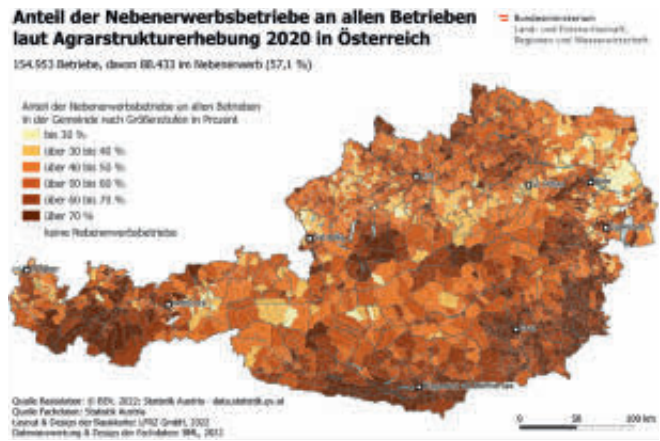 Anteil der Nebenerwerbsbetriebe an allen Betrieben
laut Agrarstrukturerhebung 2020 in Österreich
Bundesministerium
Land- und Forstwirtschaft,
Regionen und Wasserwirtschaft
154.953 Betriebe, davon 88.433 im Nebenerwerb (57,1 %)
Anteil der Nebenerwerbsbetriebe an allen Betrieben
in der Gemeinde nach Größenstufen in Prozent
bis 30 %
über 30 bis 40 %
über 40 bis 50 %
über 50 bis 60 %
über 60 bis 70 %
über 70 %
keine Nebenerwerbsbetriebe
Quelle Basisdaten: © BEV, 2022; Statistik Austria - data.statistik.gv.at
Quelle Fachdaten: Statistik Austria
Layout & Design der Basiskarte: LFRZ GmbH, 2022
Datenauswertung & Design der Fachdaten: BML, 2022
0 50 100 km